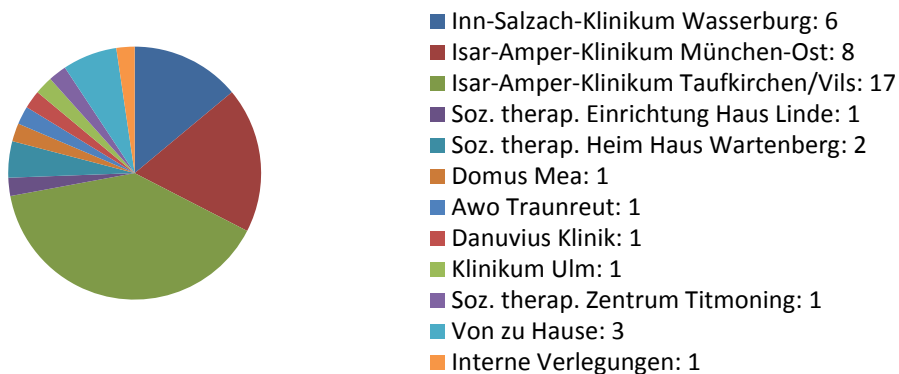 Inn-Salzach-Klinikum Wasserburg: 6
Isar-Amper-Klinikum München-Ost: 8
Isar-Amper-Klinikum Taufkirchen/Vils: 17
Soz. therap. Einrichtung Haus Linde: 1
Soz. therap. Heim Haus Wartenberg: 2
Domus Mea: 1
Awo Traunreut: 1
Danuvius Klinik: 1
Klinikum Ulm: 1
Soz. therap. Zentrum Titmoning: 1
Von zu Hause: 3
Interne Verlegungen: 1